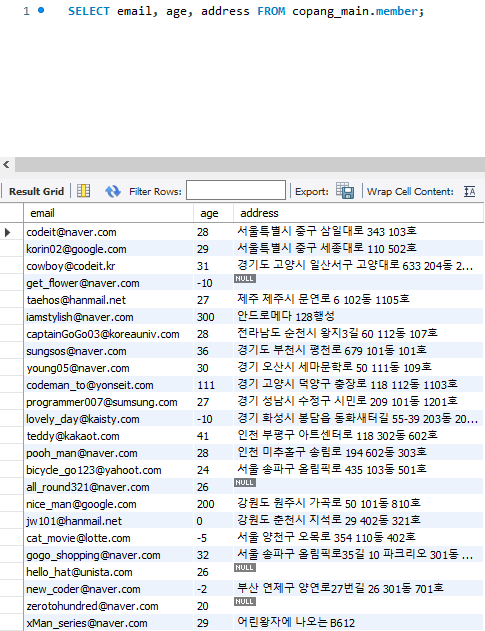 1 SELECT email, age, address FROM copang_main.member;
Result Grid Filter Rows: Export: Wrap Cell Content:
email age address
codeit@naver.com 28 서울특별시 중구 삼일대로 343 103호
korin02@google.com 29 서울특별시 중구 세종대로 110 502호
cowboy@codeit.kr 31 경기도 고양시 일산서구 고양대로 633 204동 2...
get_flower@naver.com -10 NULL
taehos@hanmail.net 27 제주 제주시 문연로 6 102동 1105호
iamstylish@naver.com 300 안드로메다 128행성
captainGoGo03@koreauniv.com 28 전라남도 순천시 왕지3길 60 112동 107호
sungsos@naver.com 36 경기도 부천시 평천로 679 101동 101호
young05@naver.com 30 경기 오산시 세마문학로 50 111동 109호
codeman_to@yonseit.com 111 경기 고양시 덕양구 충장로 118 112동 1103호
programmer007@sumsung.com 27 경기 성남시 수정구 시민로 209 101동 1201호
lovely_day@kaisty.com -10 경기 화성시 봉담읍 동화새터길 55-39 203동 20...
teddy@kakaot.com 41 인천 부평구 아트센터로 118 302동 602호
pooh_man@naver.com 28 인천 미추홀구 송림로 194 602동 303호
bicycle_go123@yahoot.com 24 서울 송파구 올림픽로 435 103동 501호
all_round321@naver.com 26 NULL
nice_man@google.com 200 강원도 원주시 가곡로 50 101동 810호
jw101@hanmail.net 0 강원도 춘천시 지석로 29 402동 321호
cat_movie@lotte.com -5 서울 양천구 오목로 354 110동 402호
gogo_shopping@naver.com 32 서울 송파구 올림픽로35길 10 파크리오 301동 ...
hello_hat@unista.com 26 NULL
new_coder@naver.com -2 부산 연제구 양연로27번길 26 301동 701호
zerotohundred@naver.com 20 NULL
xMan_series@naver.com 29 어린왕자에 나오는 B612